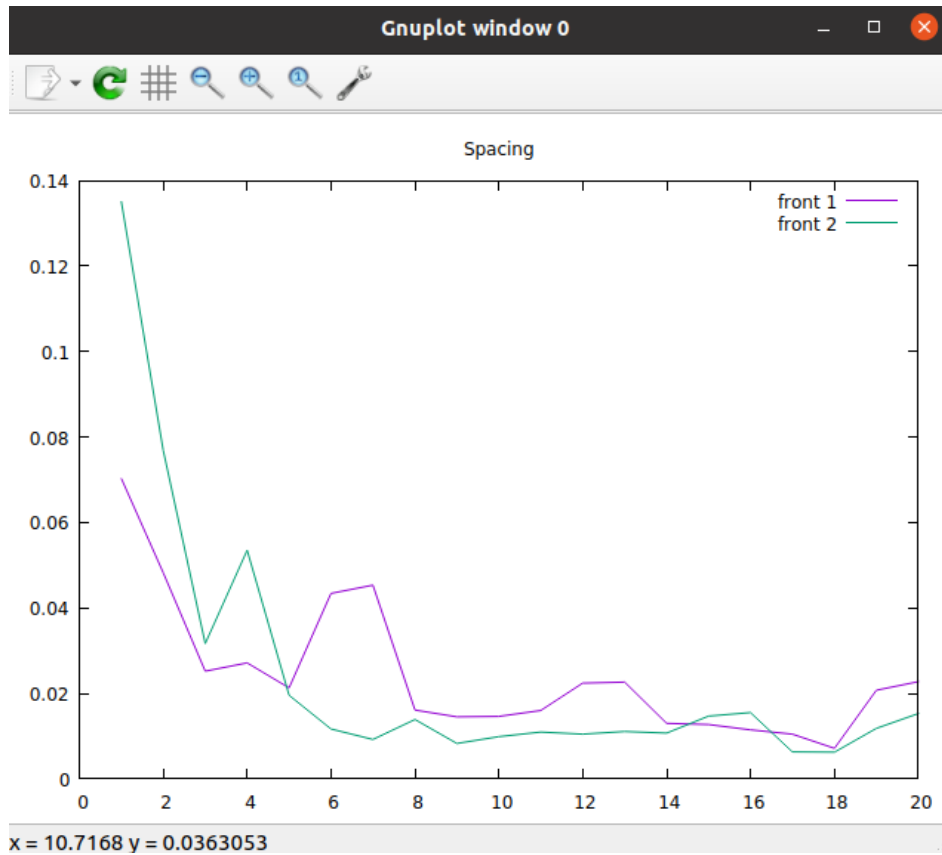 Gnuplot window 0
1
Spacing
front 1
front 2
0.14
0.12
0.1
0.08
0.06
0.04
0.02
0
0 2 4 6 8 10 12 14 16 18 20
x = 10.7168 y = 0.0363053